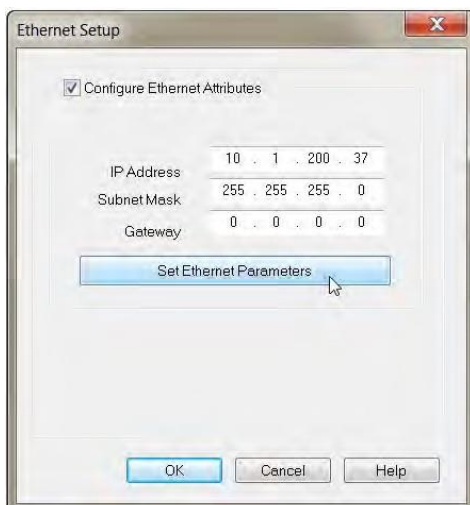 Ethernet Setup
Configure Ethernet Attributes
IP Address 10 . 1 . 200 . 37
Subnet Mask 255 . 255 . 255 . 0
Gateway 0 . 0 . 0 . 0
Set Ethernet Parameters
OK Cancel Help